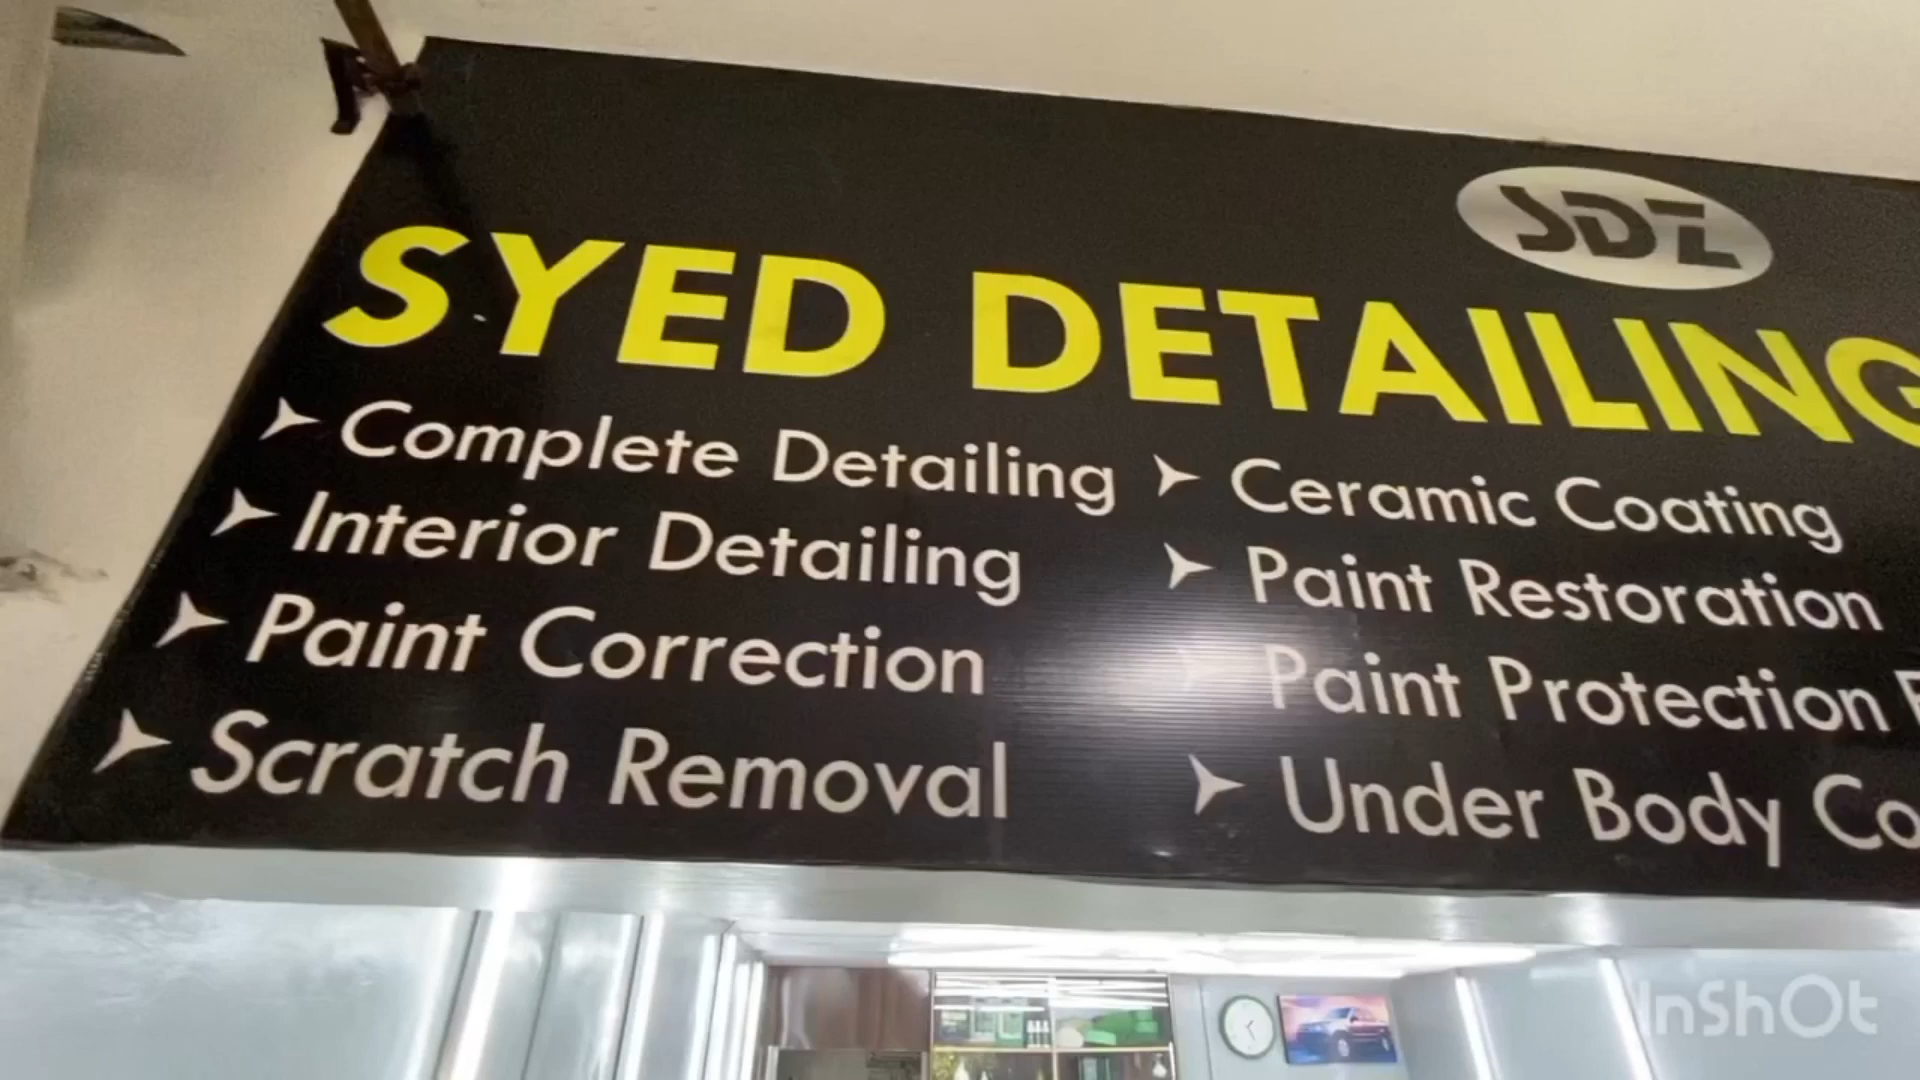 SDZ
SYED DETAILING
Complete Detailing
Interior Detailing
Paint Correction
Scratch Removal
Ceramic Coating
Paint Restoration
Paint Protection
Under Body
InShOt